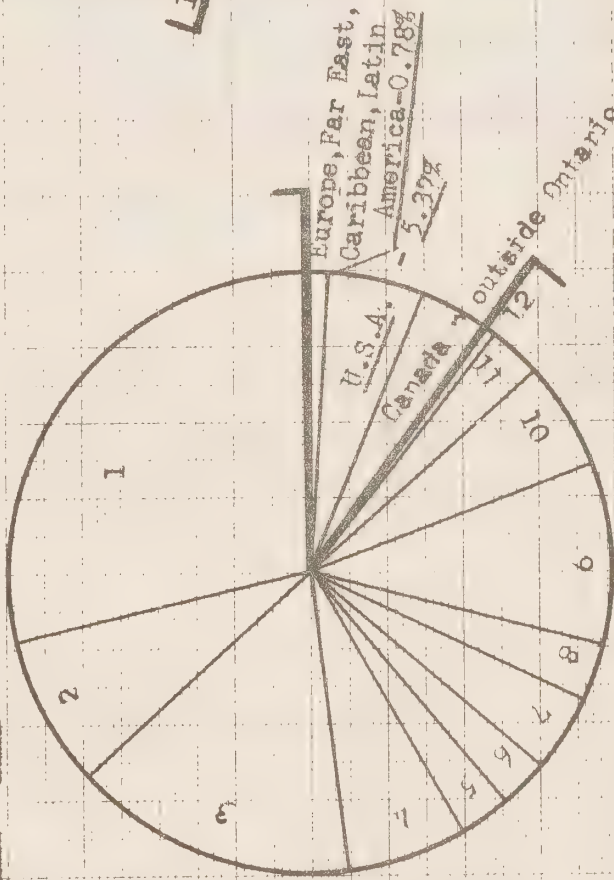 1
2
3
4
5
6
7
8
9
10
11
12
Europe, Far East,
Caribbean, Latin
America-0.78%
U.S.A.
- 5.37%
Canada - outside Ontario